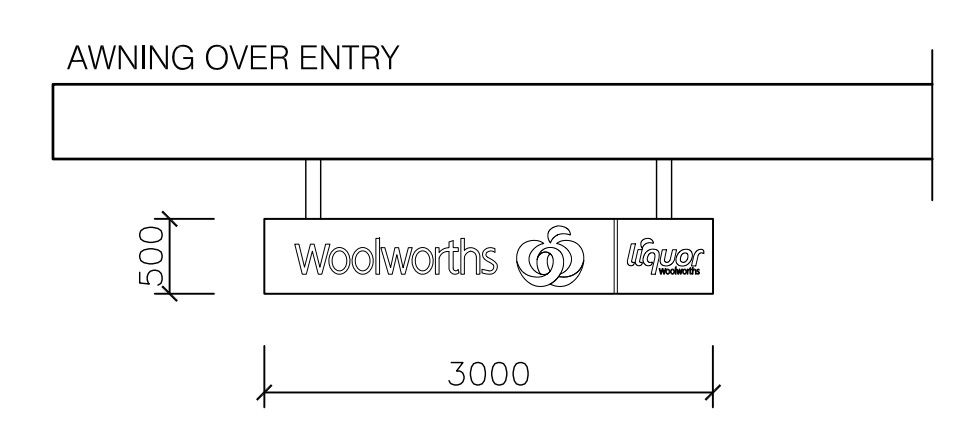 AWNING OVER ENTRY
500
Woolworths
liquor
woolworths
3000